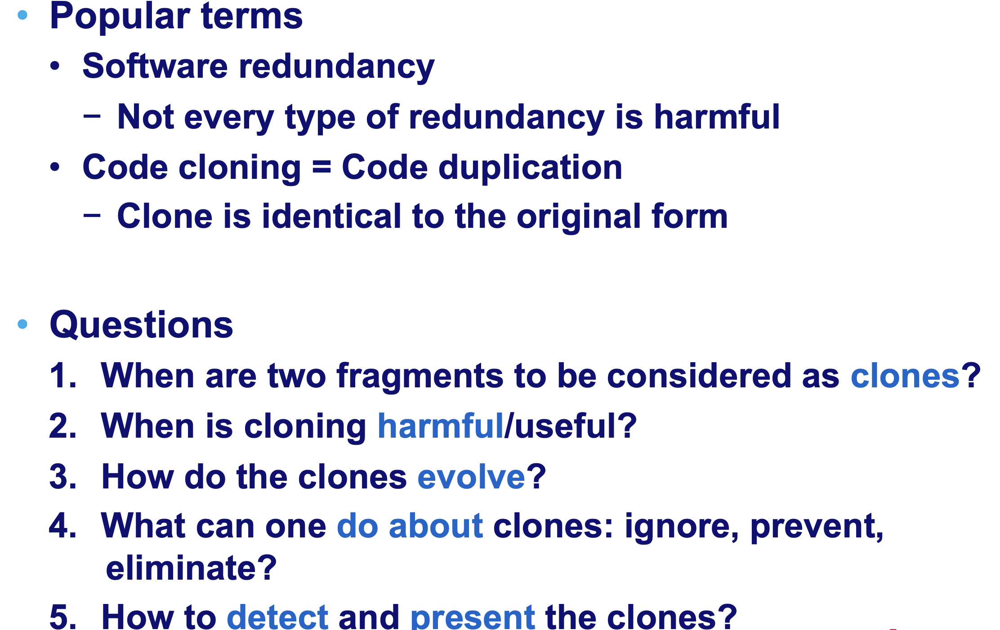 • Popular terms
• Software redundancy
– Not every type of redundancy is harmful
• Code cloning = Code duplication
– Clone is identical to the original form
• Questions
1. When are two fragments to be considered as clones?
2. When is cloning harmful/useful?
3. How do the clones evolve?
4. What can one do about clones: ignore, prevent,
eliminate?
5. How to detect and present the clones?